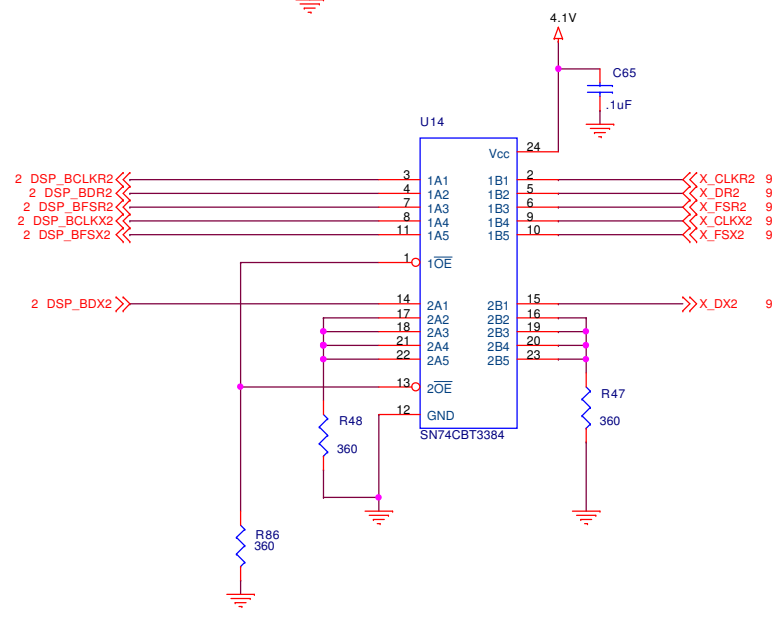 4.1V
C65
.1uF
U14
Vcc 24
2 DSP_BCLKR2 3 1A1 1B1 2 X_CLKR2 9
2 DSP_BDR2 4 1A2 1B2 5 X_DR2 9
2 DSP_BFSR2 7 1A3 1B3 6 X_FSR2 9
2 DSP_BCLKX2 8 1A4 1B4 9 X_CLKX2 9
2 DSP_BFSX2 11 1A5 1B5 10 X_FSX2 9
1 1OE
2 DSP_BDX2 14 2A1 2B1 15 X_DX2 9
17 2A2 2B2 16
18 2A3 2B3 19
21 2A4 2B4 20
22 2A5 2B5 23
13 2OE
12 GND
SN74CBT3384
R48
360
R47
360
R86
360